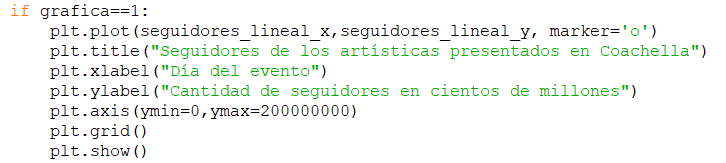 if grafica==1:
    plt.plot(seguidores_lineal_x,seguidores_lineal_y, marker='o')
    plt.title("Seguidores de los artísticas presentados en Coachella")
    plt.xlabel("Día del evento")
    plt.ylabel("Cantidad de seguidores en cientos de millones")
    plt.axis(ymin=0,ymax=200000000)
    plt.grid()
    plt.show()